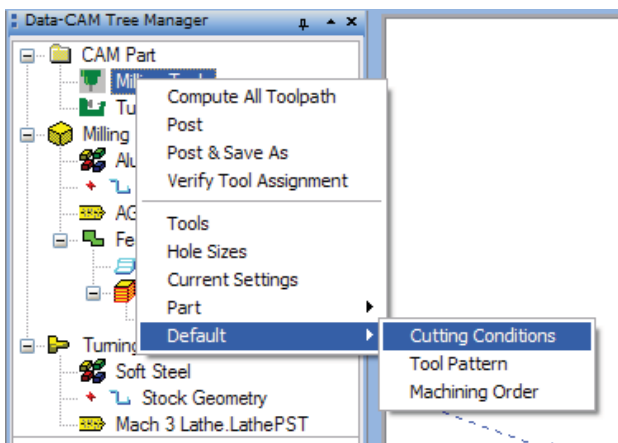 Data-CAM Tree Manager
CAM Part
Milling Tools
Tu
Milling
Alu
AG
Fe
Turning
Soft Steel
Stock Geometry
Mach 3 Lathe.LathePST
Compute All Toolpath
Post
Post & Save As
Verify Tool Assignment
Tools
Hole Sizes
Current Settings
Part
Default
Cutting Conditions
Tool Pattern
Machining Order